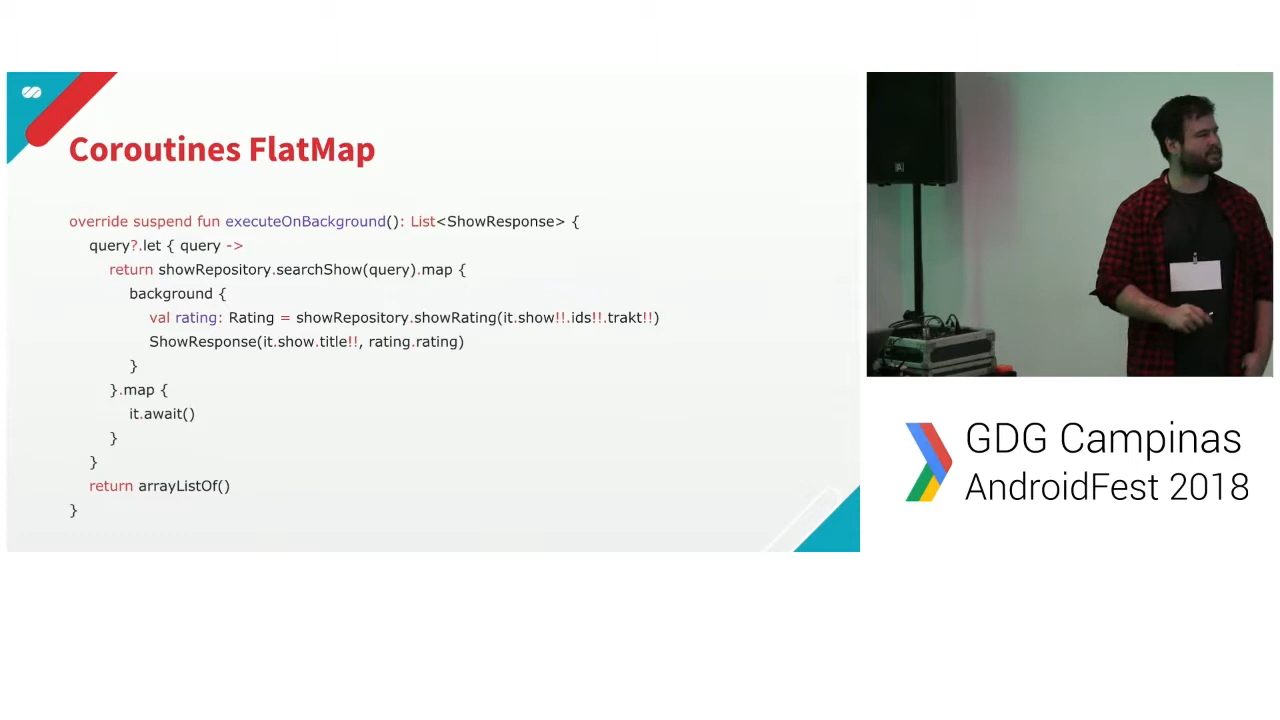 Coroutines FlatMap
override suspend fun executeOnBackground(): List<ShowResponse> {
query?.let { query ->
return showRepository.searchShow(query).map {
background {
val rating: Rating = showRepository.showRating(it.show!!.ids!!.trakt!!)
ShowResponse(it.show.title!!, rating.rating)
}
}.map {
it.await()
}
}
return arrayListOf()
}
GDG Campinas
AndroidFest 2018